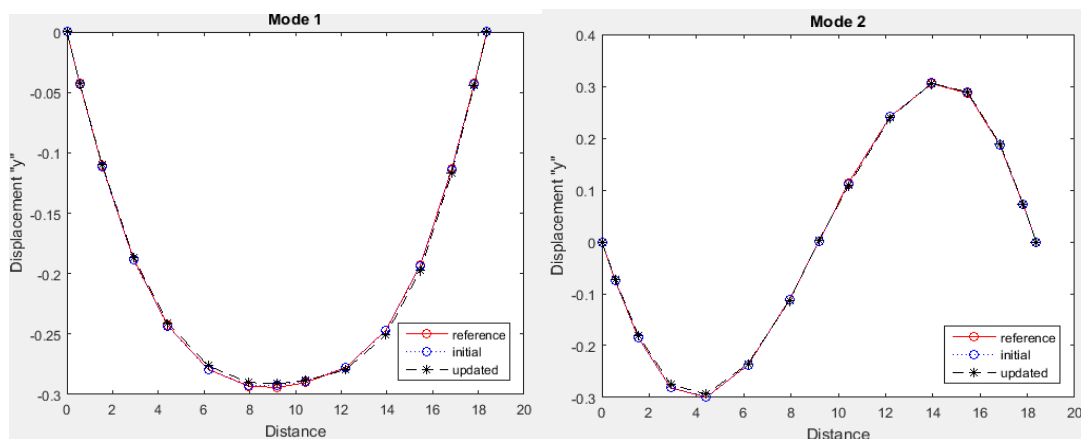 Mode 1
0
-0.05
-0.1
-0.15
-0.2
-0.25
-0.3
Displacement "y"
0 2 4 6 8 10 12 14 16 18 20
Distance
reference
initial
updated
Mode 2
0.4
0.3
0.2
0.1
0
-0.1
-0.2
-0.3
Displacement "y"
0 2 4 6 8 10 12 14 16 18 20
Distance
reference
initial
updated